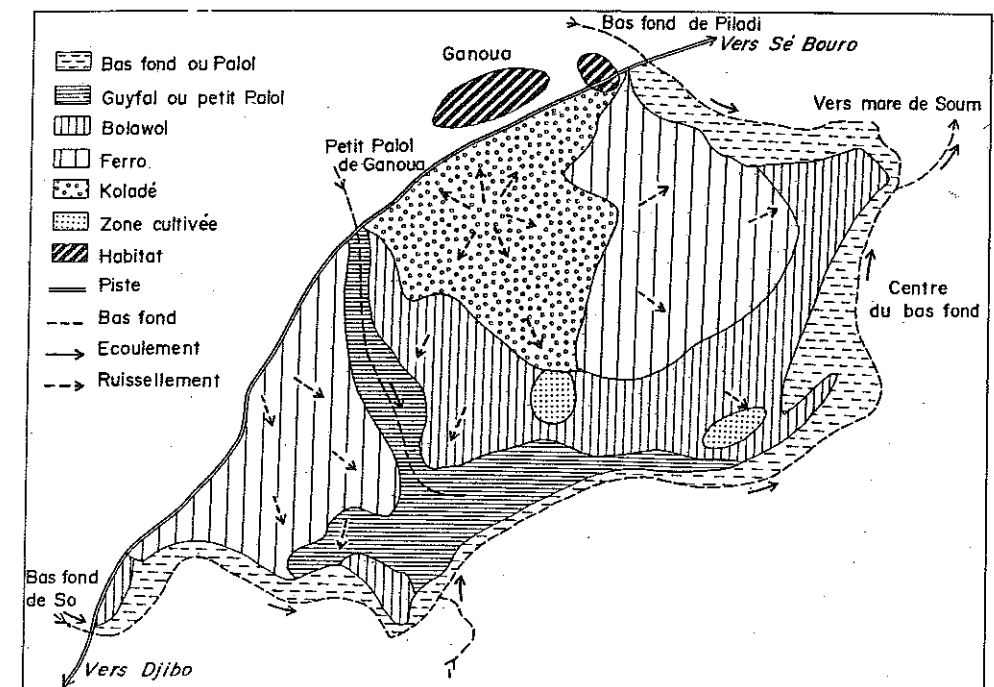 Bas fond de Piladi
Vers Sé Bouro
Ganoua
Bas fond ou Palol
Guyfal ou petit Palol
Bolawol
Ferro.
Koladé
Zone cultivée
Habitat
Piste
Bas fond
Ecoulement
Ruissellement
Petit Palol
de Ganoua
Vers mare de Soum
Centre
du bas fond
Bas fond
de So
Vers Djibo